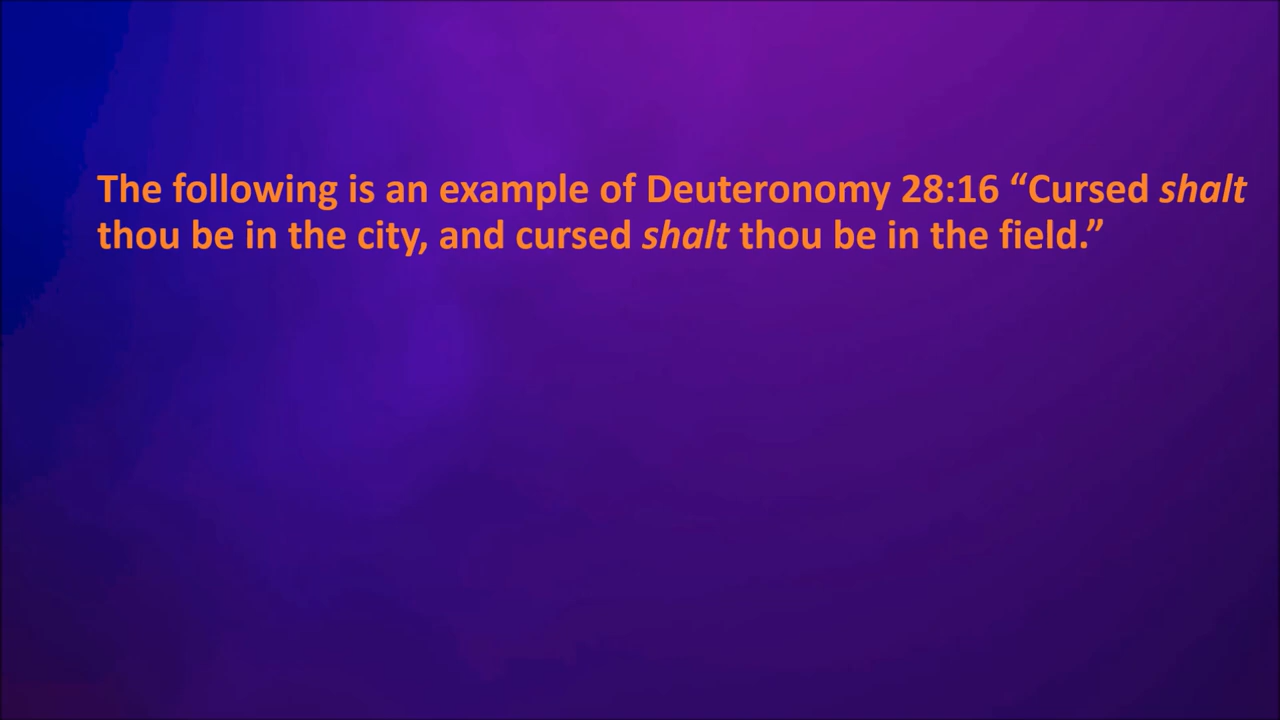 The following is an example of Deuteronomy 28:16 “Cursed shalt
thou be in the city, and cursed shalt thou be in the field.”